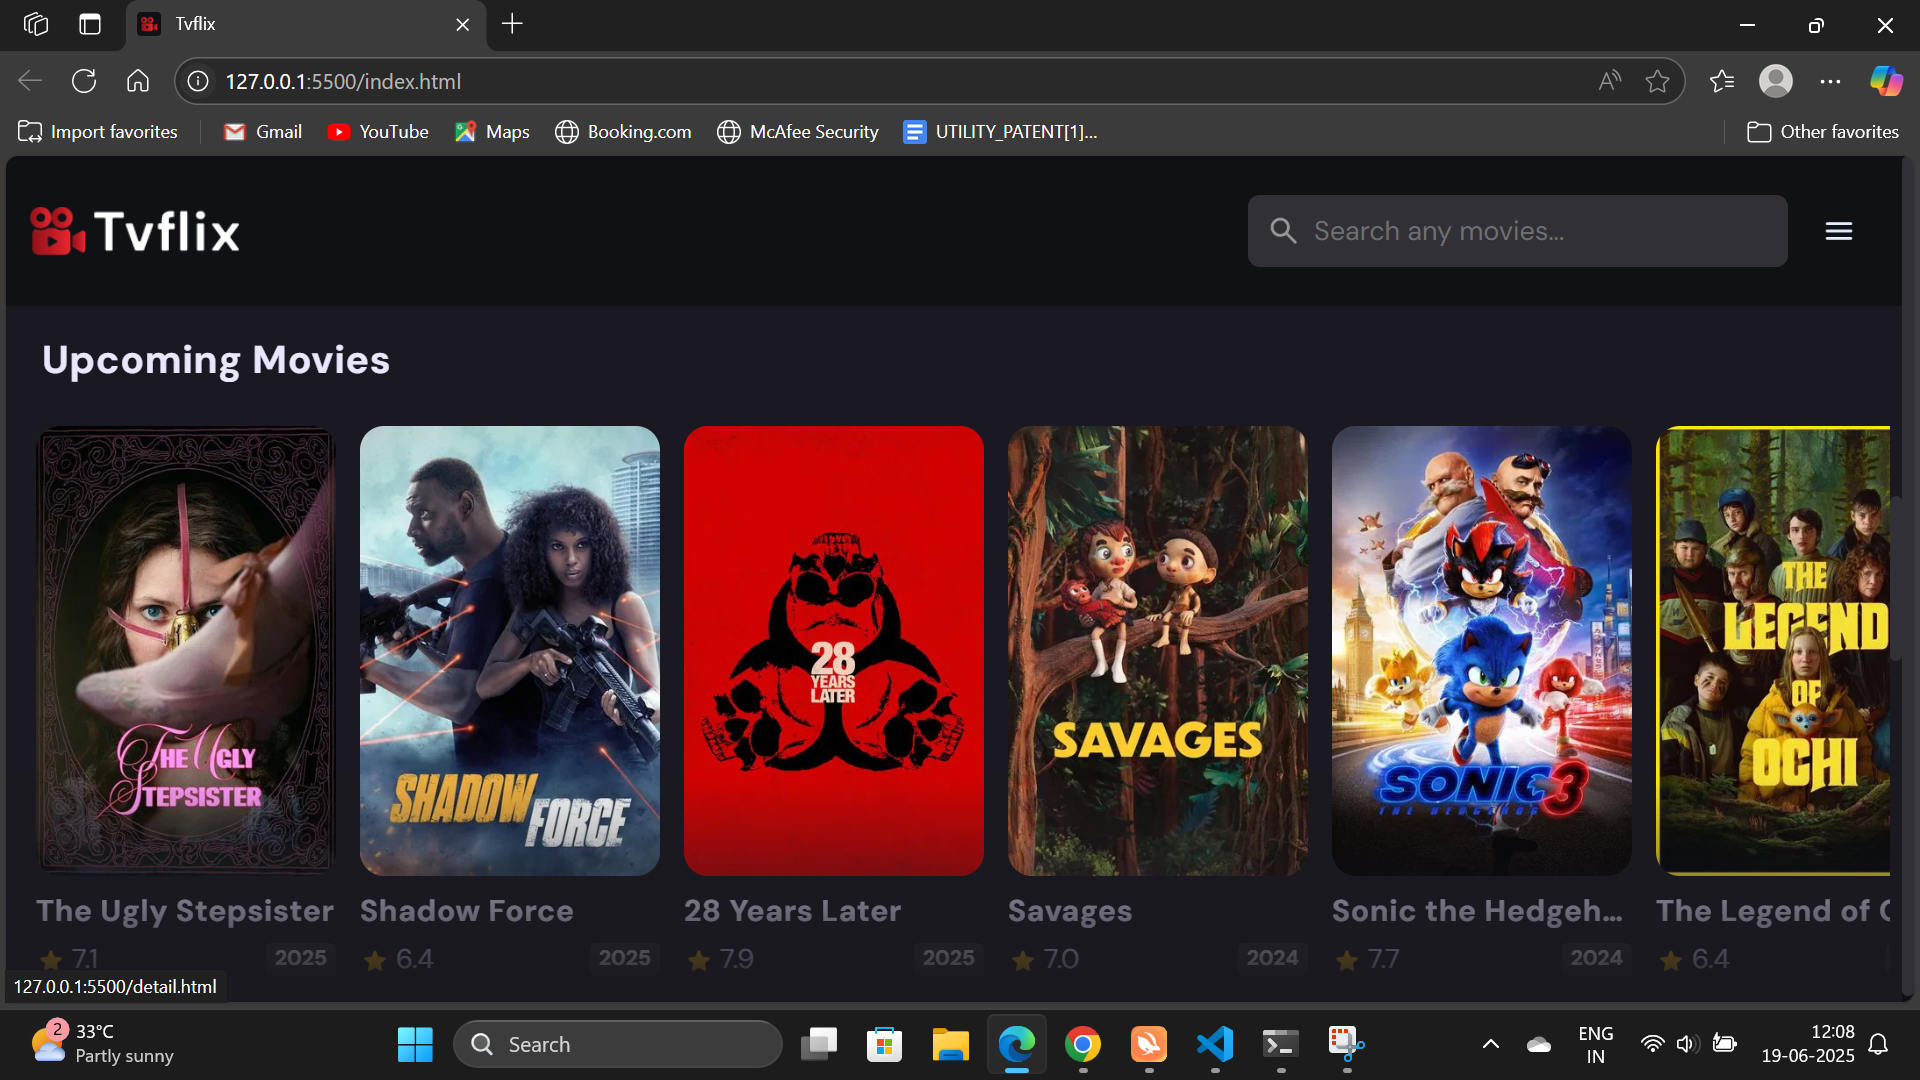 Tvflix
127.0.0.1:5500/index.html
Import favorites
Gmail
YouTube
Maps
Booking.com
McAfee Security
UTILITY_PATENT[1]...
Other favorites
Tvflix
Search any movies...
Upcoming Movies
THE UGLY
STEPSISTER
SHADOW
FORCE
28
YEARS
LATER
SAVAGES
SONIC 3
THE HEDGEHOG
THE
LEGEND
OF
OCHI
The Ugly Stepsister
Shadow Force
28 Years Later
Savages
Sonic the Hedgeh...
The Legend of
7.1 2025
6.4 2025
7.9 2025
7.0 2024
7.7 2024
6.4
127.0.0.1:5500/detail.html
2
33°C
Partly sunny
Search
ENG
IN
12:08
19-06-2025